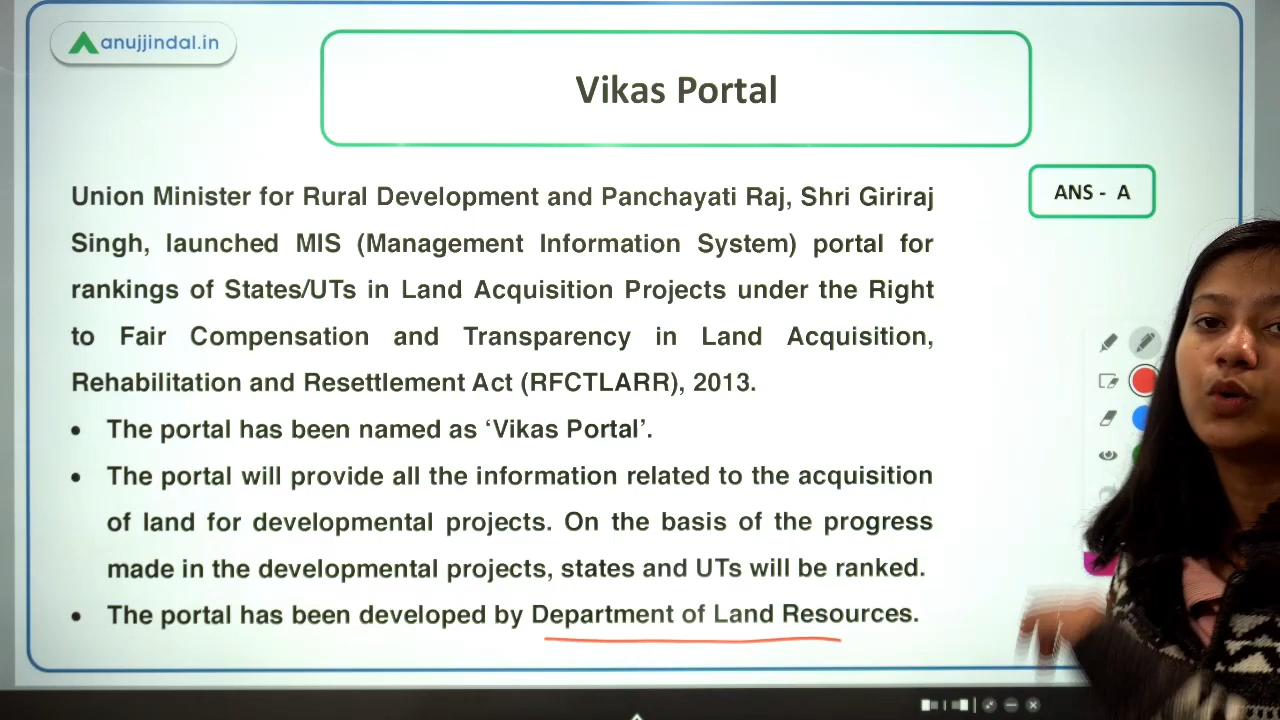 anujjindal.in
Vikas Portal
Union Minister for Rural Development and Panchayati Raj, Shri Giriraj
Singh, launched MIS (Management Information System) portal for
rankings of States/UTs in Land Acquisition Projects under the Right
to Fair Compensation and Transparency in Land Acquisition,
Rehabilitation and Resettlement Act (RFCTLARR), 2013.
ANS - A
• The portal has been named as ‘Vikas Portal’.
• The portal will provide all the information related to the acquisition
of land for developmental projects. On the basis of the progress
made in the developmental projects, states and UTs will be ranked.
• The portal has been developed by Department of Land Resources.